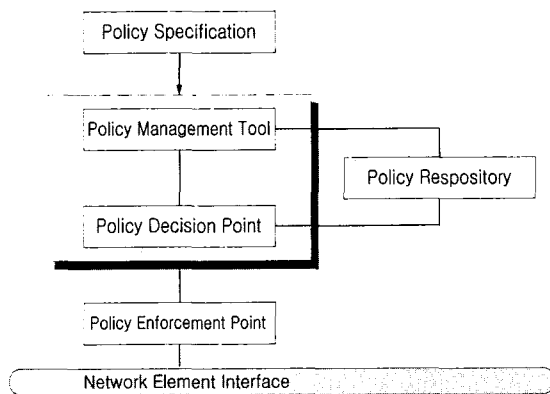 Policy Specification
Policy Management Tool
Policy Respository
Policy Decision Point
Policy Enforcement Point
Network Element Interface